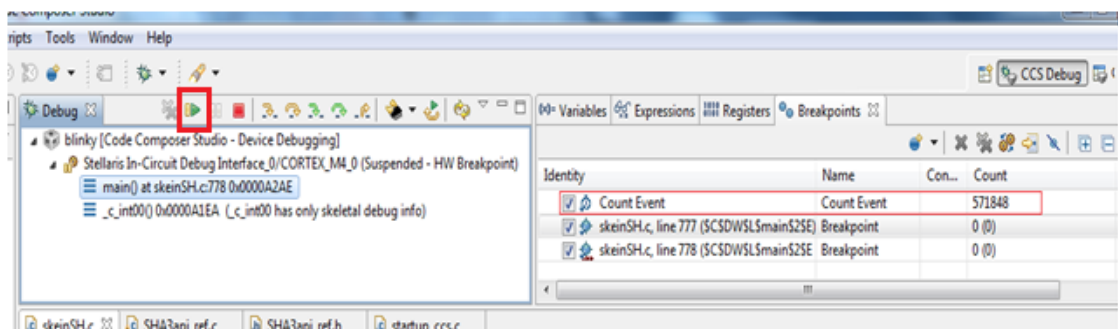 Composer Studio
ripts Tools Window Help
CCS Debug
Debug
(x)= Variables Expressions Registers Breakpoints
blinky [Code Composer Studio - Device Debugging]
Stellaris In-Circuit Debug Interface_0/CORTEX_M4_0 (Suspended - HW Breakpoint)
main() at skeinSH.c:778 0x0000A2AE
_c_int00() 0x0000A1EA (_c_int00 has only skeletal debug info)
Identity Name Con... Count
Count Event Count Event 571848
skeinSH.c, line 777 ($C$DW$L$main$2$E) Breakpoint 0 (0)
skeinSH.c, line 778 ($C$DW$L$main$2$E Breakpoint 0 (0)
skeinSH.c SHA3api_ref.c SHA3api_ref.h startup_ccs.c